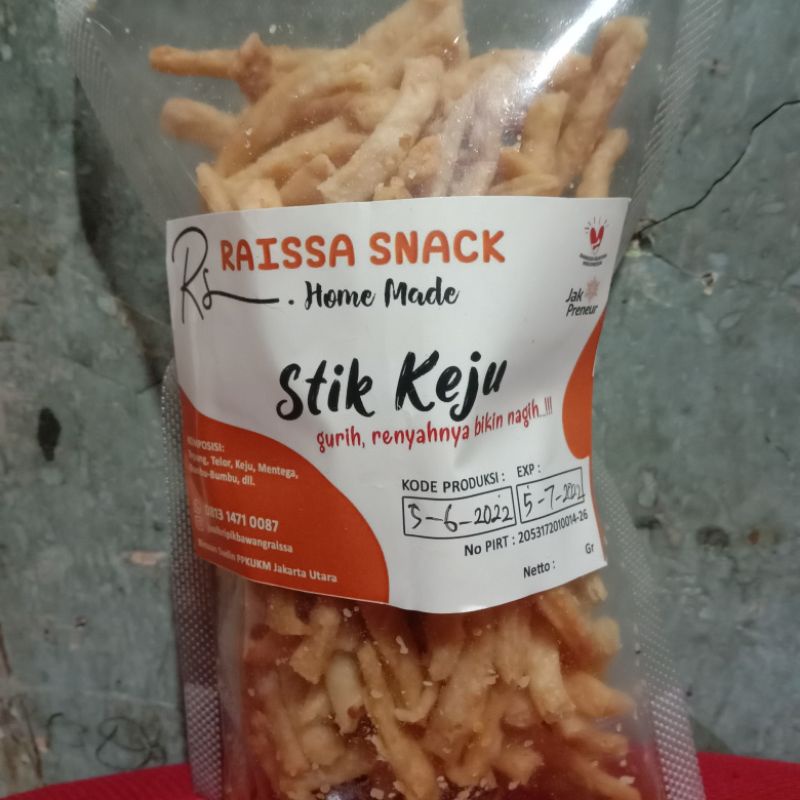 Rs
RAISSA SNACK
. Home Made
Jak
Preneur
Stik Keju
gurih, renyahnya bikin nagih..!!!
KOMPOSISI:
Telor, Keju, Mentega,
dll.
KODE PRODUKSI :
EXP :
5-6-2022
5-7-2022
No PIRT : 2053172010014-26
Netto :
Gr
0813 1471 0087
PPKUKM Jakarta Utara